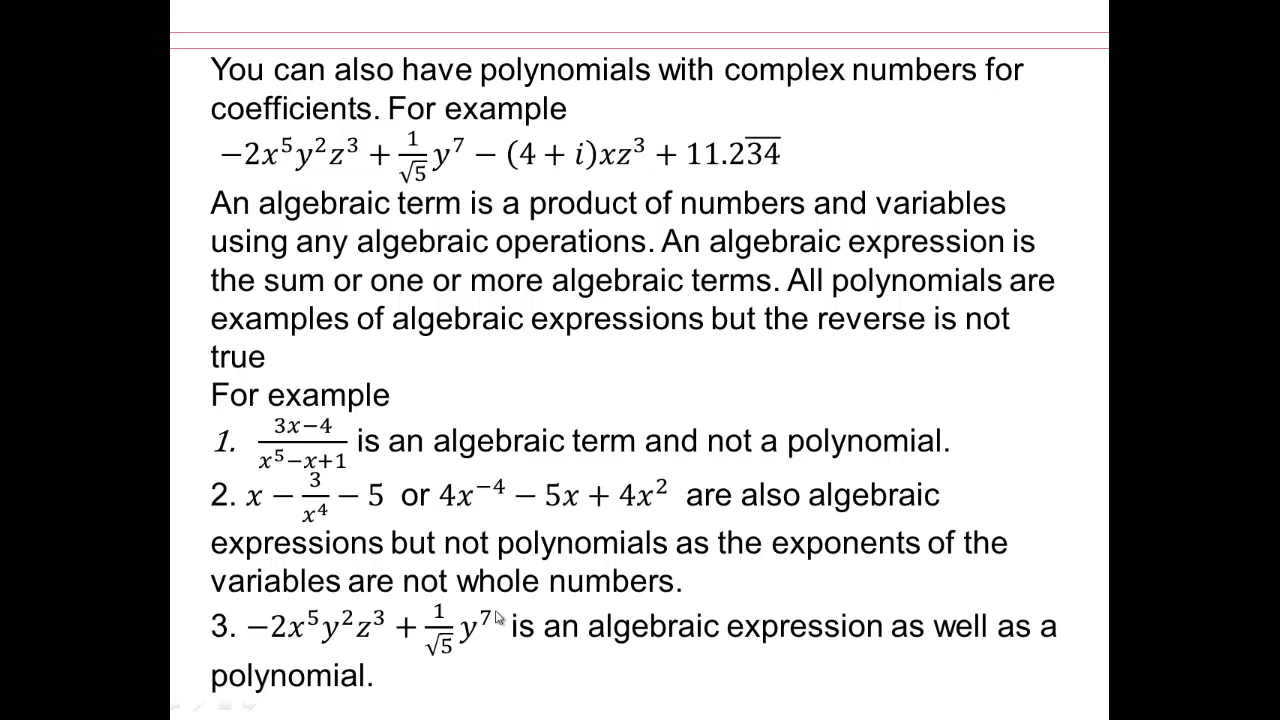 You can also have polynomials with complex numbers for
coefficients. For example
−2x⁵y²z³ + 1/√5 y⁷ − (4 + i)xz³ + 11.23̅4̅
An algebraic term is a product of numbers and variables
using any algebraic operations. An algebraic expression is
the sum or one or more algebraic terms. All polynomials are
examples of algebraic expressions but the reverse is not
true
For example
1. (3x−4)/(x⁵−x+1) is an algebraic term and not a polynomial.
2. x − 3/x⁴ − 5 or 4x⁻⁴ − 5x + 4x² are also algebraic
expressions but not polynomials as the exponents of the
variables are not whole numbers.
3. −2x⁵y²z³ + 1/√5 y⁷ is an algebraic expression as well as a
polynomial.